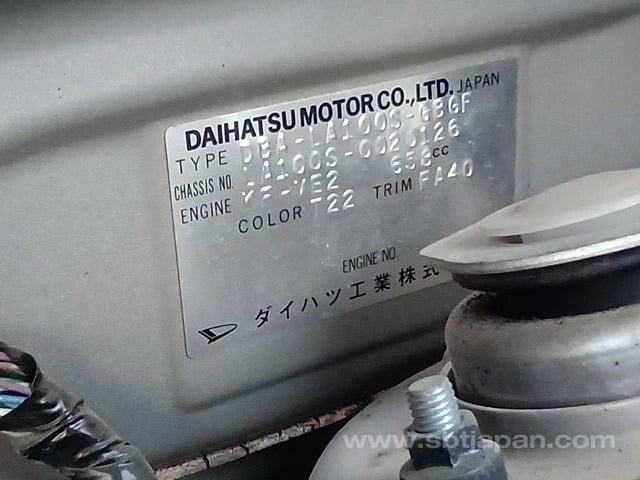 DAIHATSU MOTOR CO.,LTD. JAPAN
TYPE DBA-LA100S-GBGF
CHASSIS NO. LA100S-0020126
ENGINE KF-VE2 658cc
COLOR T22 TRIM FA40
ENGINE NO
ダイハツ工業株式
www.sbtjapan.com